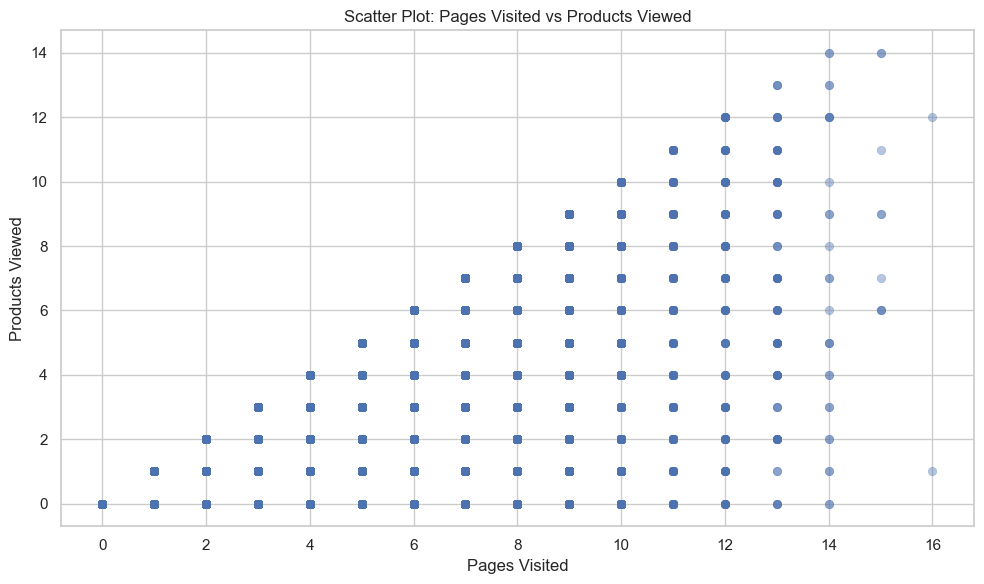 Scatter Plot: Pages Visited vs Products Viewed
14
12
10
8
6
4
2
0
Products Viewed
0 2 4 6 8 10 12 14 16
Pages Visited